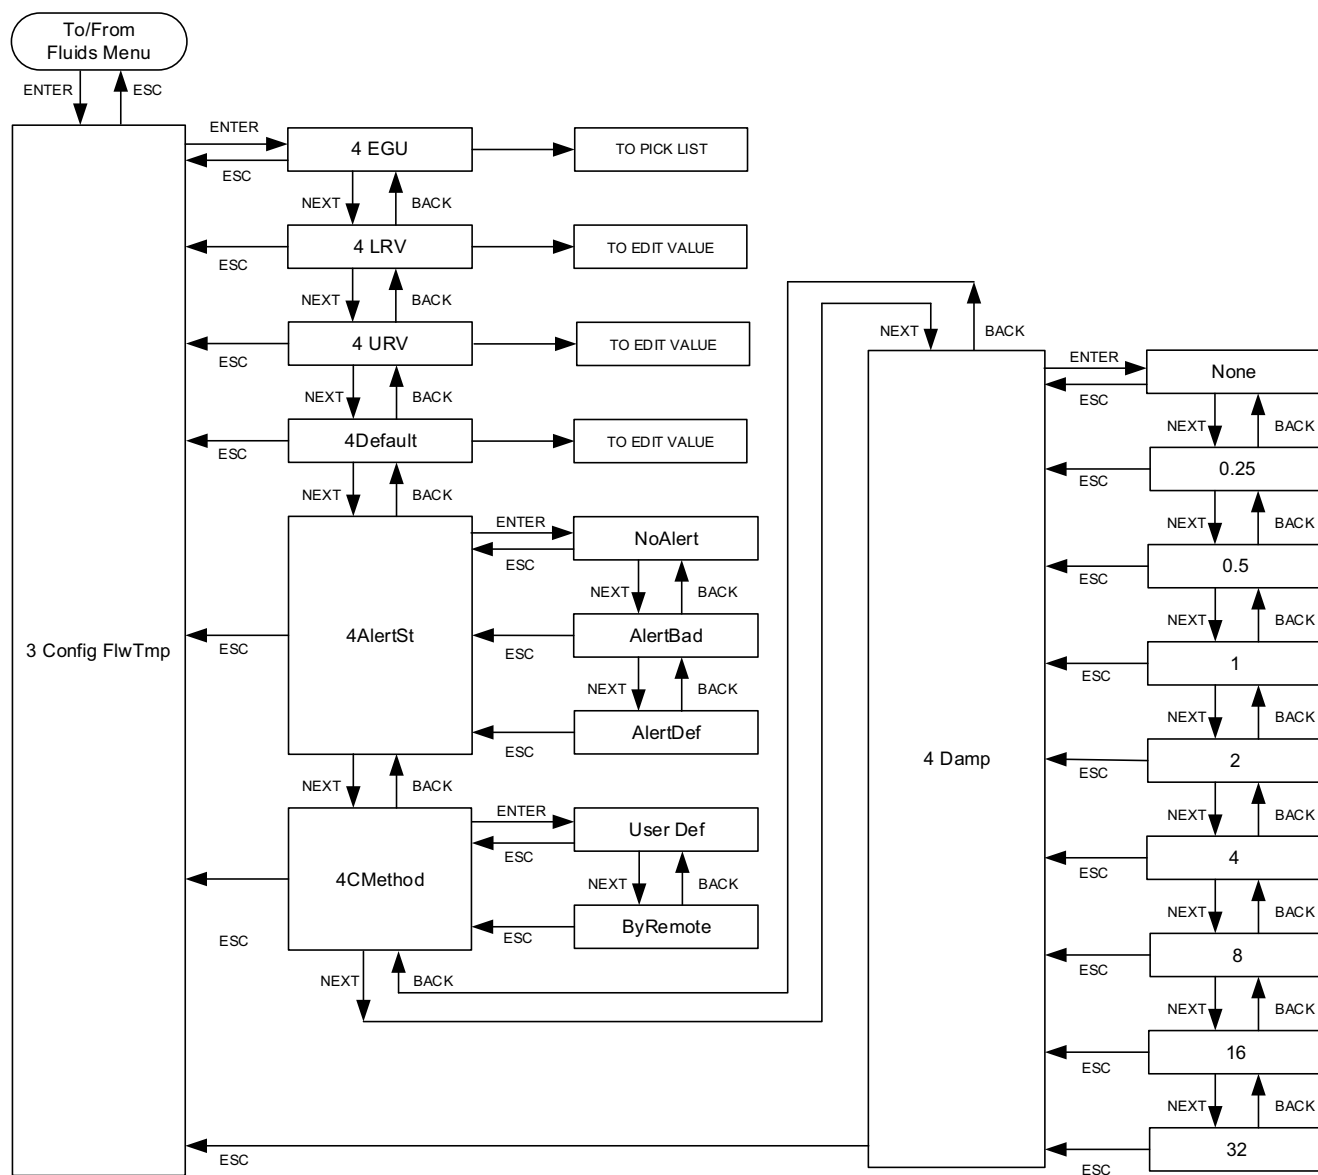 To/From
Fluids Menu
ENTER
ESC
3 Config FlwTmp
ENTER
ESC
4 EGU
TO PICK LIST
NEXT
BACK
ESC
4 LRV
TO EDIT VALUE
NEXT
BACK
ESC
4 URV
TO EDIT VALUE
NEXT
BACK
ESC
4Default
TO EDIT VALUE
NEXT
BACK
ESC
4AlertSt
ENTER
ESC
NoAlert
NEXT
BACK
ESC
AlertBad
NEXT
BACK
ESC
AlertDef
NEXT
BACK
ESC
4CMethod
ENTER
ESC
User Def
NEXT
BACK
ESC
ByRemote
NEXT
BACK
NEXT
BACK
4 Damp
ESC
ENTER
ESC
None
NEXT
BACK
ESC
0.25
NEXT
BACK
ESC
0.5
NEXT
BACK
ESC
1
NEXT
BACK
ESC
2
NEXT
BACK
ESC
4
NEXT
BACK
ESC
8
NEXT
BACK
ESC
16
NEXT
BACK
ESC
32